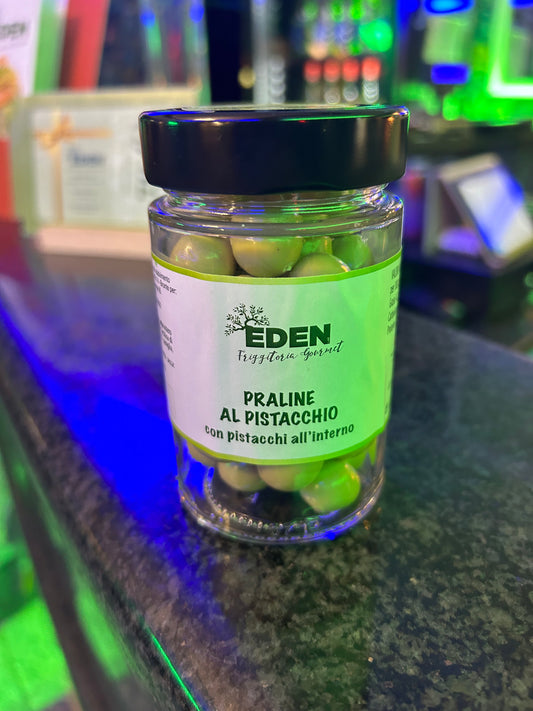 EDEN
Friggitoria Gourmet
PRALINE
AL PISTACCHIO
con pistacchi all'interno